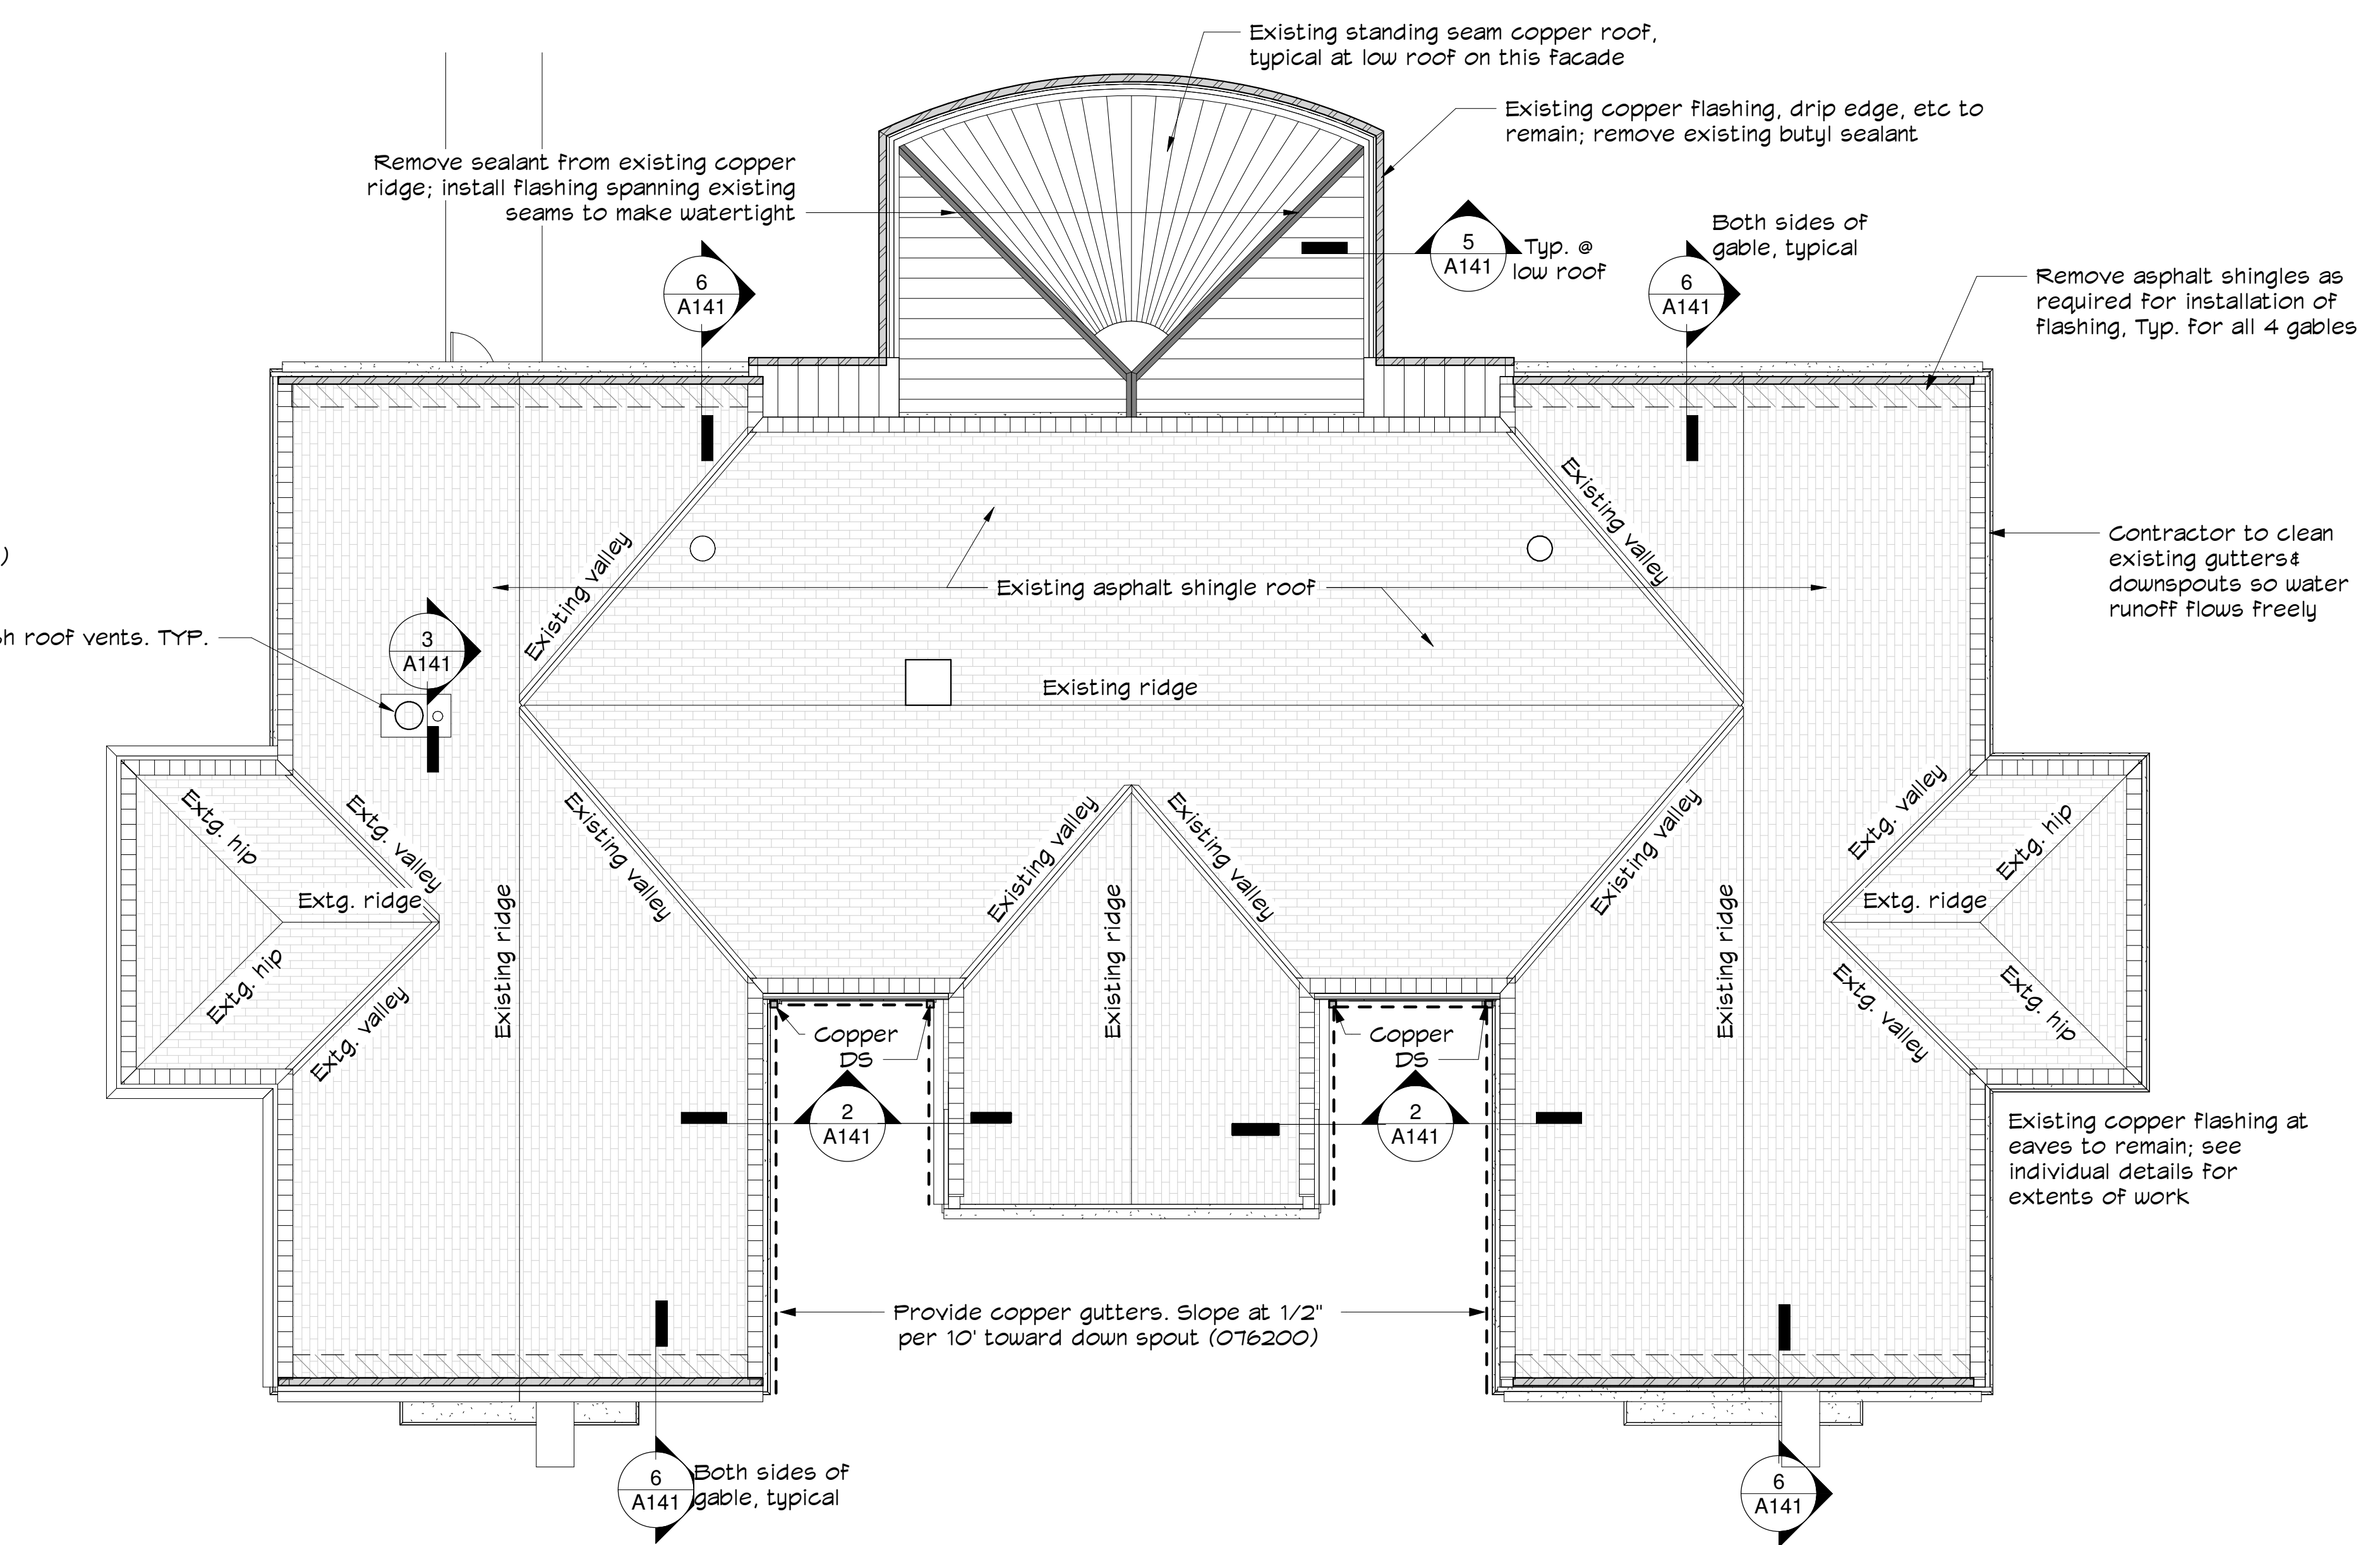 Existing standing seam copper roof,
typical at low roof on this facade
Existing copper flashing, drip edge, etc to
remain; remove existing butyl sealant
Remove sealant from existing copper
ridge; install flashing spanning existing
seams to make watertight
6
A141
5
A141
Typ. @
low roof
Both sides of
gable, typical
6
A141
Remove asphalt shingles as
required for installation of
flashing, Typ. for all 4 gables
Existing valley
Existing valley
Contractor to clean
existing gutters&
downspouts so water
runoff flows freely
)
Existing asphalt shingle roof
roof vents. TYP.
3
A141
Existing ridge
Extg. hip
Extg. valley
Extg. ridge
Extg. hip
Extg. valley
Existing ridge
Existing valley
Existing valley
Existing ridge
Existing valley
Existing valley
Existing ridge
Extg. valley
Extg. hip
Extg. ridge
Extg. valley
Extg. hip
Copper
DS
Copper
DS
2
A141
2
A141
Existing copper flashing at
eaves to remain; see
individual details for
extents of work
Provide copper gutters. Slope at 1/2"
per 10' toward down spout (076200)
6
A141
Both sides of
gable, typical
6
A141